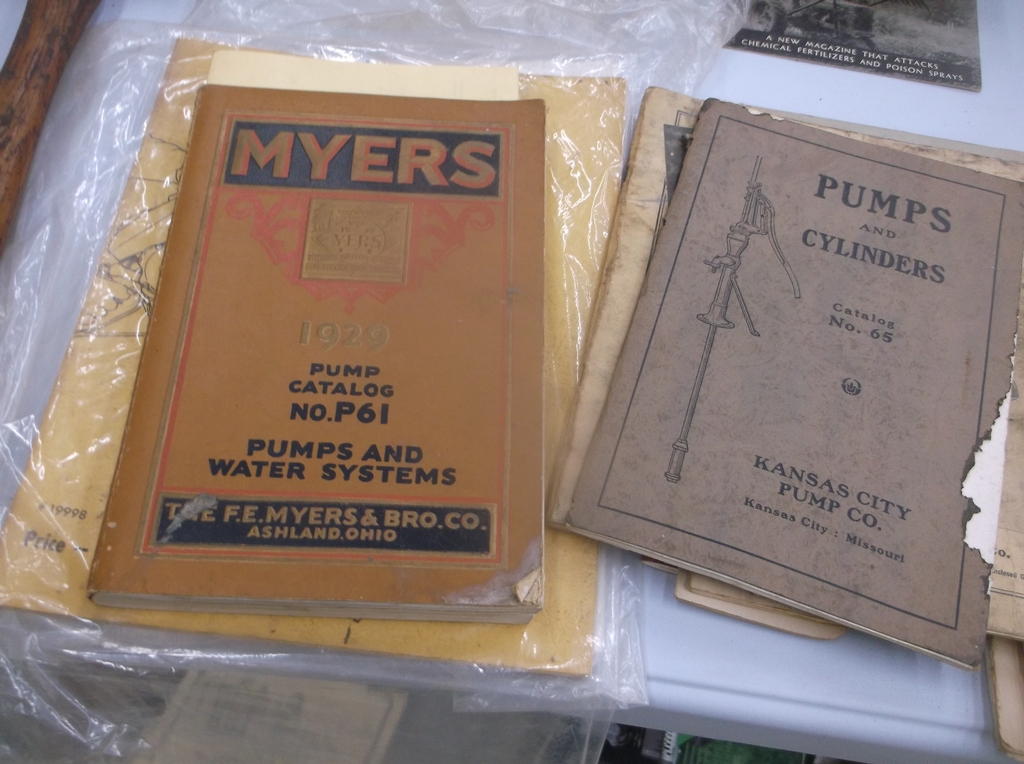 MYERS
MYERS
1929
PUMP
CATALOG
NO. P61
PUMPS AND
WATER SYSTEMS
THE F.E. MYERS & BRO. CO.
ASHLAND, OHIO
19998
Price
A NEW MAGAZINE THAT ATTACKS
CHEMICAL FERTILIZERS AND POISON SPRAYS
PUMPS
AND
CYLINDERS
Catalog
No. 65
KANSAS CITY
PUMP CO.
Kansas City : Missouri